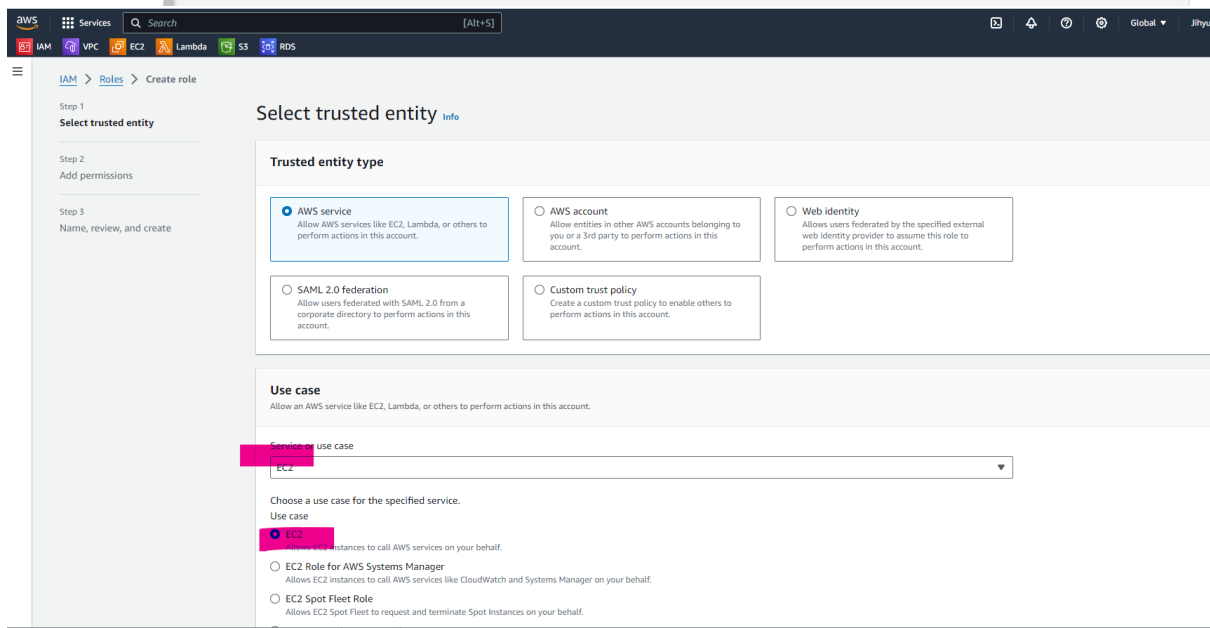 aws Services Search [Alt+S] Global Jihyu
IAM VPC EC2 Lambda S3 RDS
IAM > Roles > Create role
Step 1
Select trusted entity
Step 2
Add permissions
Step 3
Name, review, and create
Select trusted entity Info
Trusted entity type
AWS service
Allow AWS services like EC2, Lambda, or others to
perform actions in this account.
AWS account
Allow entities in other AWS accounts belonging to
you or a 3rd party to perform actions in this
account.
Web identity
Allows users federated by the specified external
web identity provider to assume this role to
perform actions in this account.
SAML 2.0 federation
Allow users federated with SAML 2.0 from a
corporate directory to perform actions in this
account.
Custom trust policy
Create a custom trust policy to enable others to
perform actions in this account.
Use case
Allow an AWS service like EC2, Lambda, or others to perform actions in this account.
Service or use case
EC2
Choose a use case for the specified service.
Use case
EC2
Allows EC2 instances to call AWS services on your behalf.
EC2 Role for AWS Systems Manager
Allows EC2 instances to call AWS services like CloudWatch and Systems Manager on your behalf.
EC2 Spot Fleet Role
Allows EC2 Spot Fleet to request and terminate Spot Instances on your behalf.